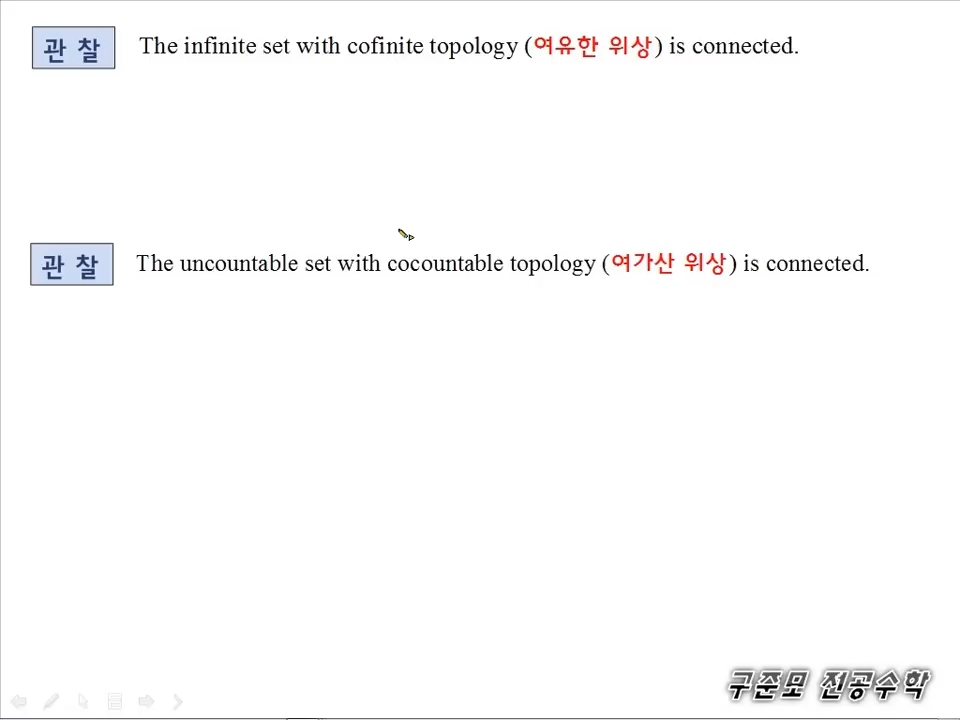 관 찰 The infinite set with cofinite topology (여유한 위상) is connected.
관 찰 The uncountable set with cocountable topology (여가산 위상) is connected.
구준모 전공수학